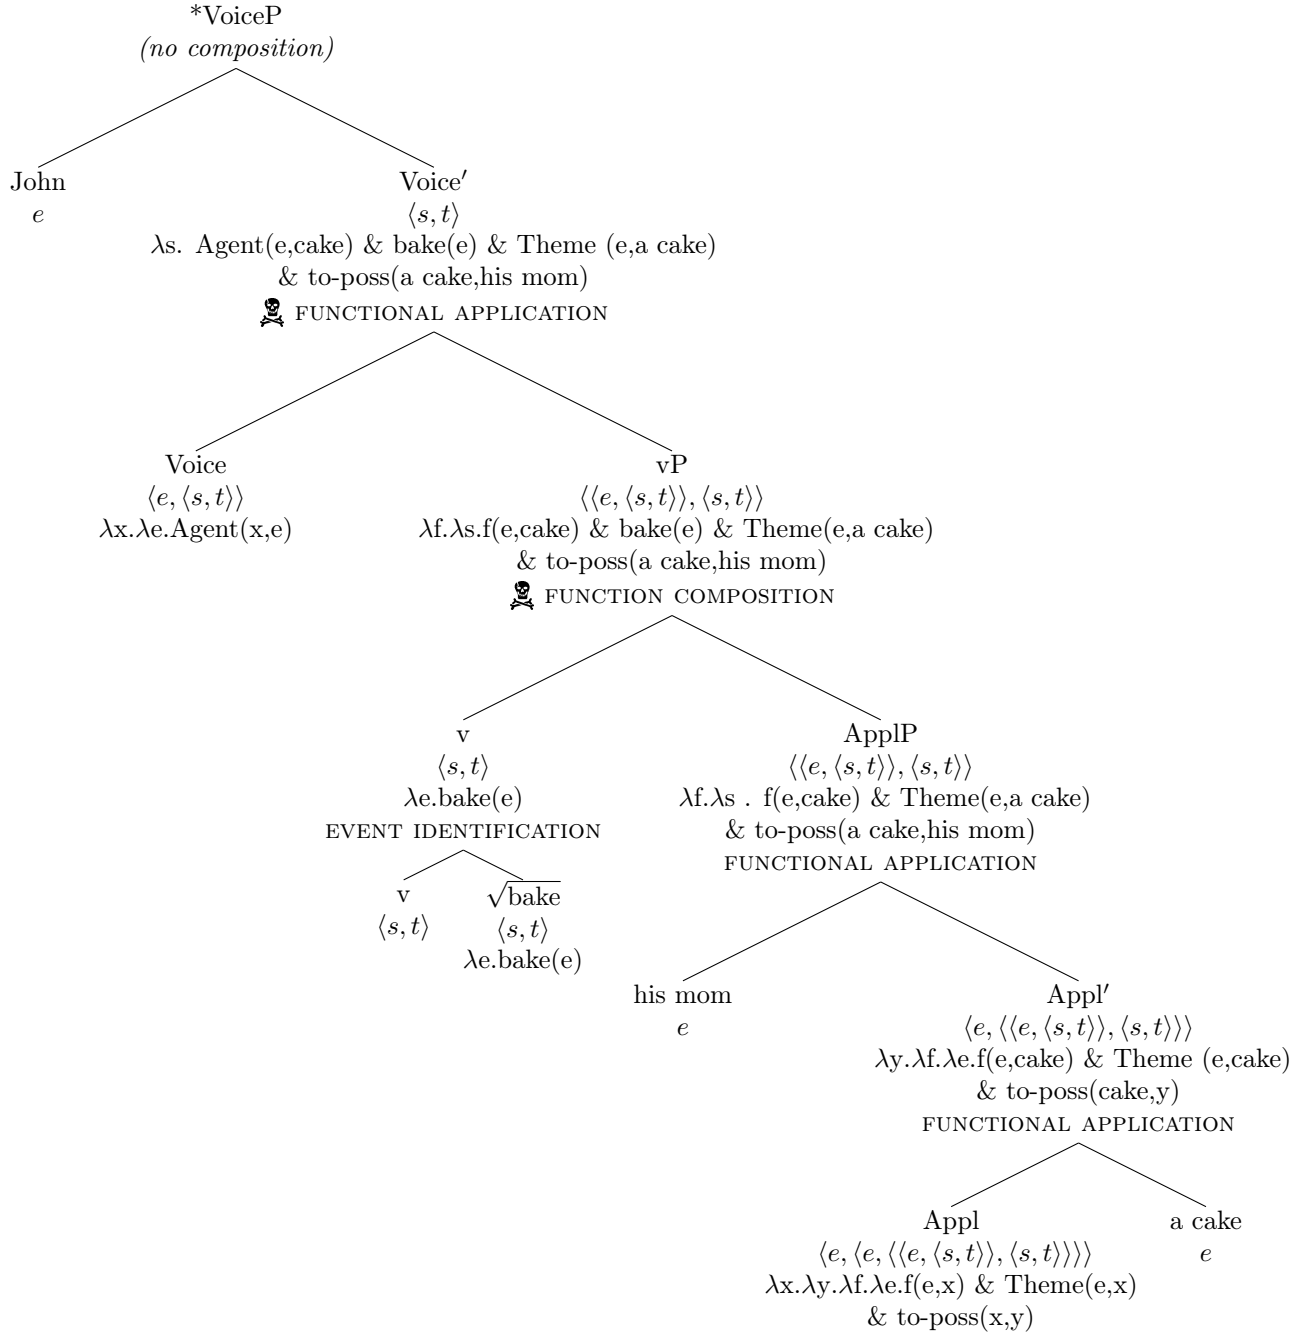 *VoiceP
(no composition)
John
e
Voice′
⟨s, t⟩
λs. Agent(e,cake) & bake(e) & Theme (e,a cake)
& to-poss(a cake,his mom)
☠ FUNCTIONAL APPLICATION
Voice
⟨e, ⟨s, t⟩⟩
λx.λe.Agent(x,e)
vP
⟨⟨e, ⟨s, t⟩⟩, ⟨s, t⟩⟩
λf.λs.f(e,cake) & bake(e) & Theme(e,a cake)
& to-poss(a cake,his mom)
☠ FUNCTION COMPOSITION
v
⟨s, t⟩
λe.bake(e)
EVENT IDENTIFICATION
v
⟨s, t⟩
√bake
⟨s, t⟩
λe.bake(e)
ApplP
⟨⟨e, ⟨s, t⟩⟩, ⟨s, t⟩⟩
λf.λs . f(e,cake) & Theme(e,a cake)
& to-poss(a cake,his mom)
FUNCTIONAL APPLICATION
his mom
e
Appl′
⟨e, ⟨⟨e, ⟨s, t⟩⟩, ⟨s, t⟩⟩⟩
λy.λf.λe.f(e,cake) & Theme (e,cake)
& to-poss(cake,y)
FUNCTIONAL APPLICATION
Appl
⟨e, ⟨e, ⟨⟨e, ⟨s, t⟩⟩, ⟨s, t⟩⟩⟩⟩
λx.λy.λf.λe.f(e,x) & Theme(e,x)
& to-poss(x,y)
a cake
e